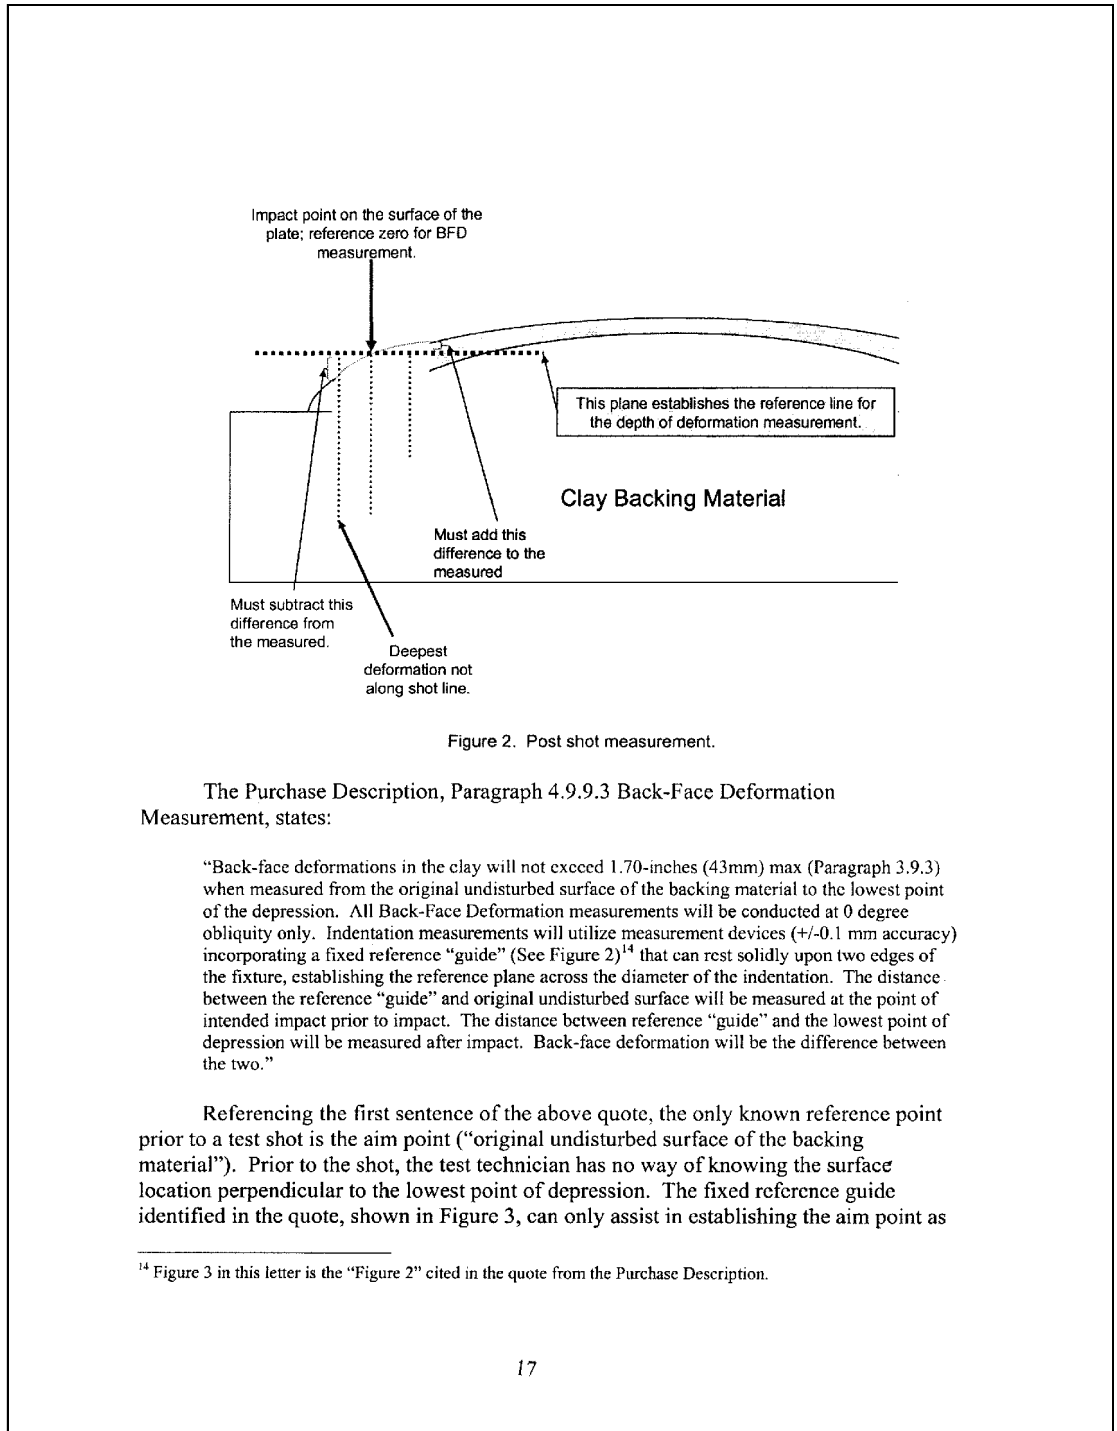 Impact point on the surface of the
plate; reference zero for BFD
measurement.
This plane establishes the reference line for
the depth of deformation measurement.
Clay Backing Material
Must add this
difference to the
measured
Must subtract this
difference from
the measured.
Deepest
deformation not
along shot line.
Figure 2. Post shot measurement.
The Purchase Description, Paragraph 4.9.9.3 Back-Face Deformation
Measurement, states:
“Back-face deformations in the clay will not exceed 1.70-inches (43mm) max (Paragraph 3.9.3)
when measured from the original undisturbed surface of the backing material to the lowest point
of the depression. All Back-Face Deformation measurements will be conducted at 0 degree
obliquity only. Indentation measurements will utilize measurement devices (+/-0.1 mm accuracy)
incorporating a fixed reference “guide” (See Figure 2)14 that can rest solidly upon two edges of
the fixture, establishing the reference plane across the diameter of the indentation. The distance
between the reference “guide” and original undisturbed surface will be measured at the point of
intended impact prior to impact. The distance between reference “guide” and the lowest point of
depression will be measured after impact. Back-face deformation will be the difference between
the two.”
Referencing the first sentence of the above quote, the only known reference point
prior to a test shot is the aim point (“original undisturbed surface of the backing
material”). Prior to the shot, the test technician has no way of knowing the surface
location perpendicular to the lowest point of depression. The fixed reference guide
identified in the quote, shown in Figure 3, can only assist in establishing the aim point as
14 Figure 3 in this letter is the “Figure 2” cited in the quote from the Purchase Description.
17